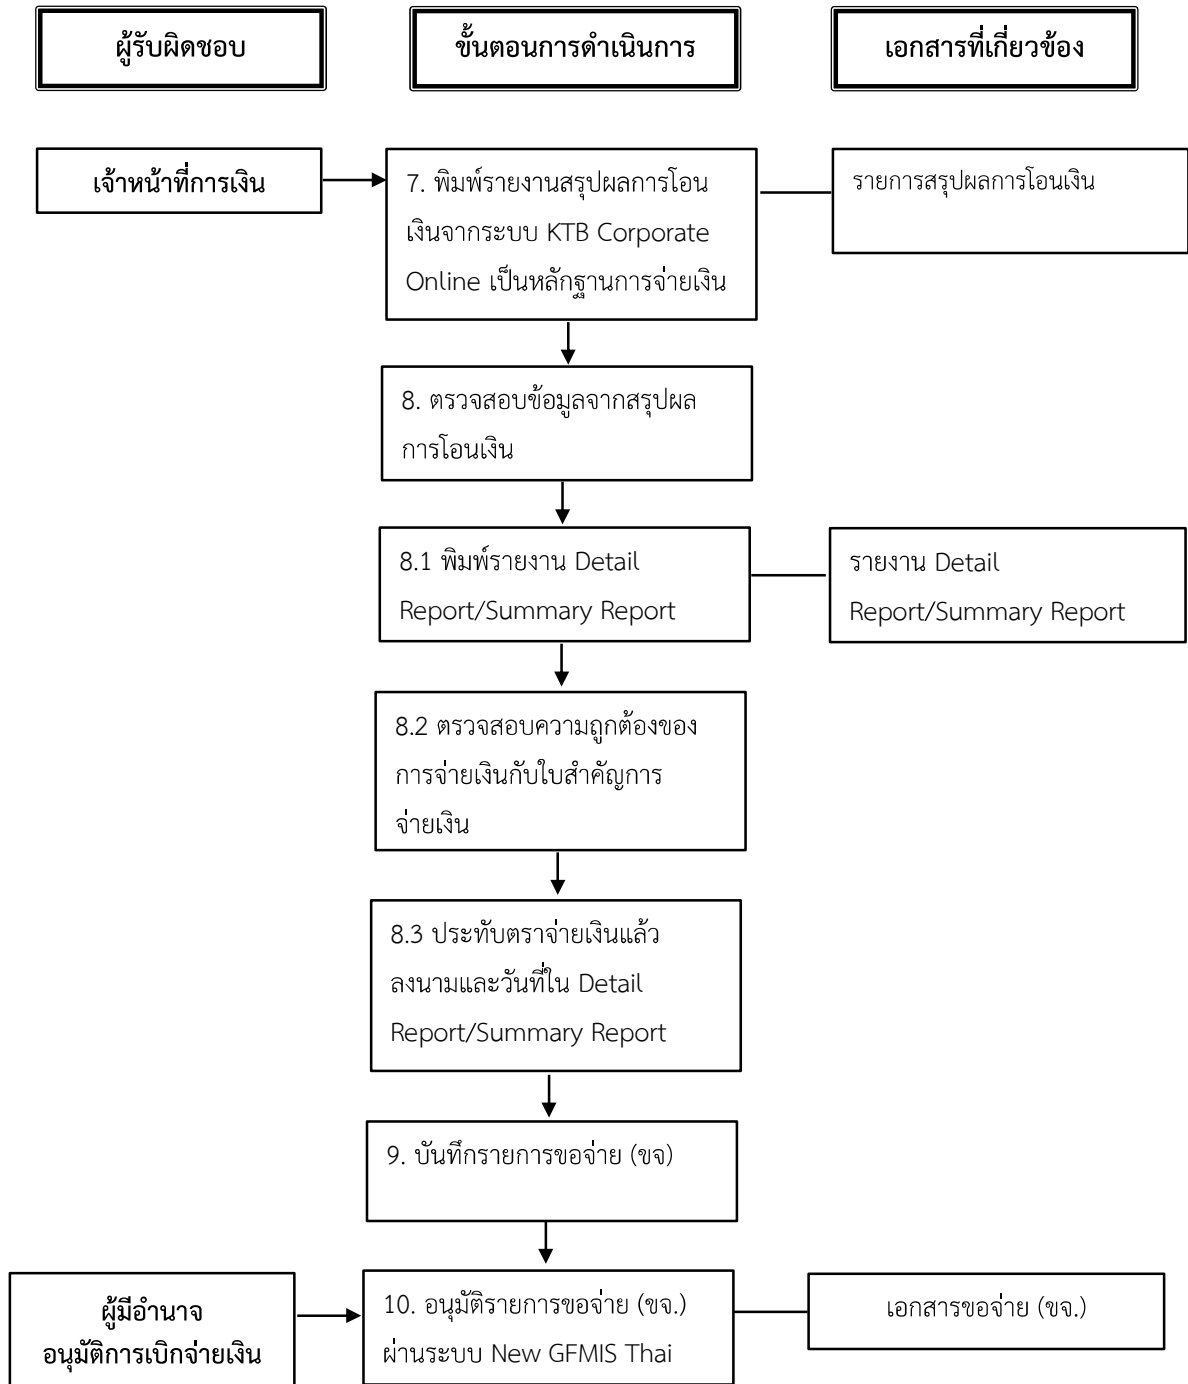 ผู้รับผิดชอบ
ขั้นตอนการดำเนินการ
เอกสารที่เกี่ยวข้อง
เจ้าหน้าที่การเงิน
7. พิมพ์รายงานสรุปผลการโอน
เงินจากระบบ KTB Corporate
Online เป็นหลักฐานการจ่ายเงิน
รายการสรุปผลการโอนเงิน
8. ตรวจสอบข้อมูลจากสรุปผล
การโอนเงิน
8.1 พิมพ์รายงาน Detail
Report/Summary Report
รายงาน Detail
Report/Summary Report
8.2 ตรวจสอบความถูกต้องของ
การจ่ายเงินกับใบสำคัญการ
จ่ายเงิน
8.3 ประทับตราจ่ายเงินแล้ว
ลงนามและวันที่ใน Detail
Report/Summary Report
9. บันทึกรายการขอจ่าย (ขจ)
ผู้มีอำนาจ
อนุมัติการเบิกจ่ายเงิน
10. อนุมัติรายการขอจ่าย (ขจ.)
ผ่านระบบ New GFMIS Thai
เอกสารขอจ่าย (ขจ.)